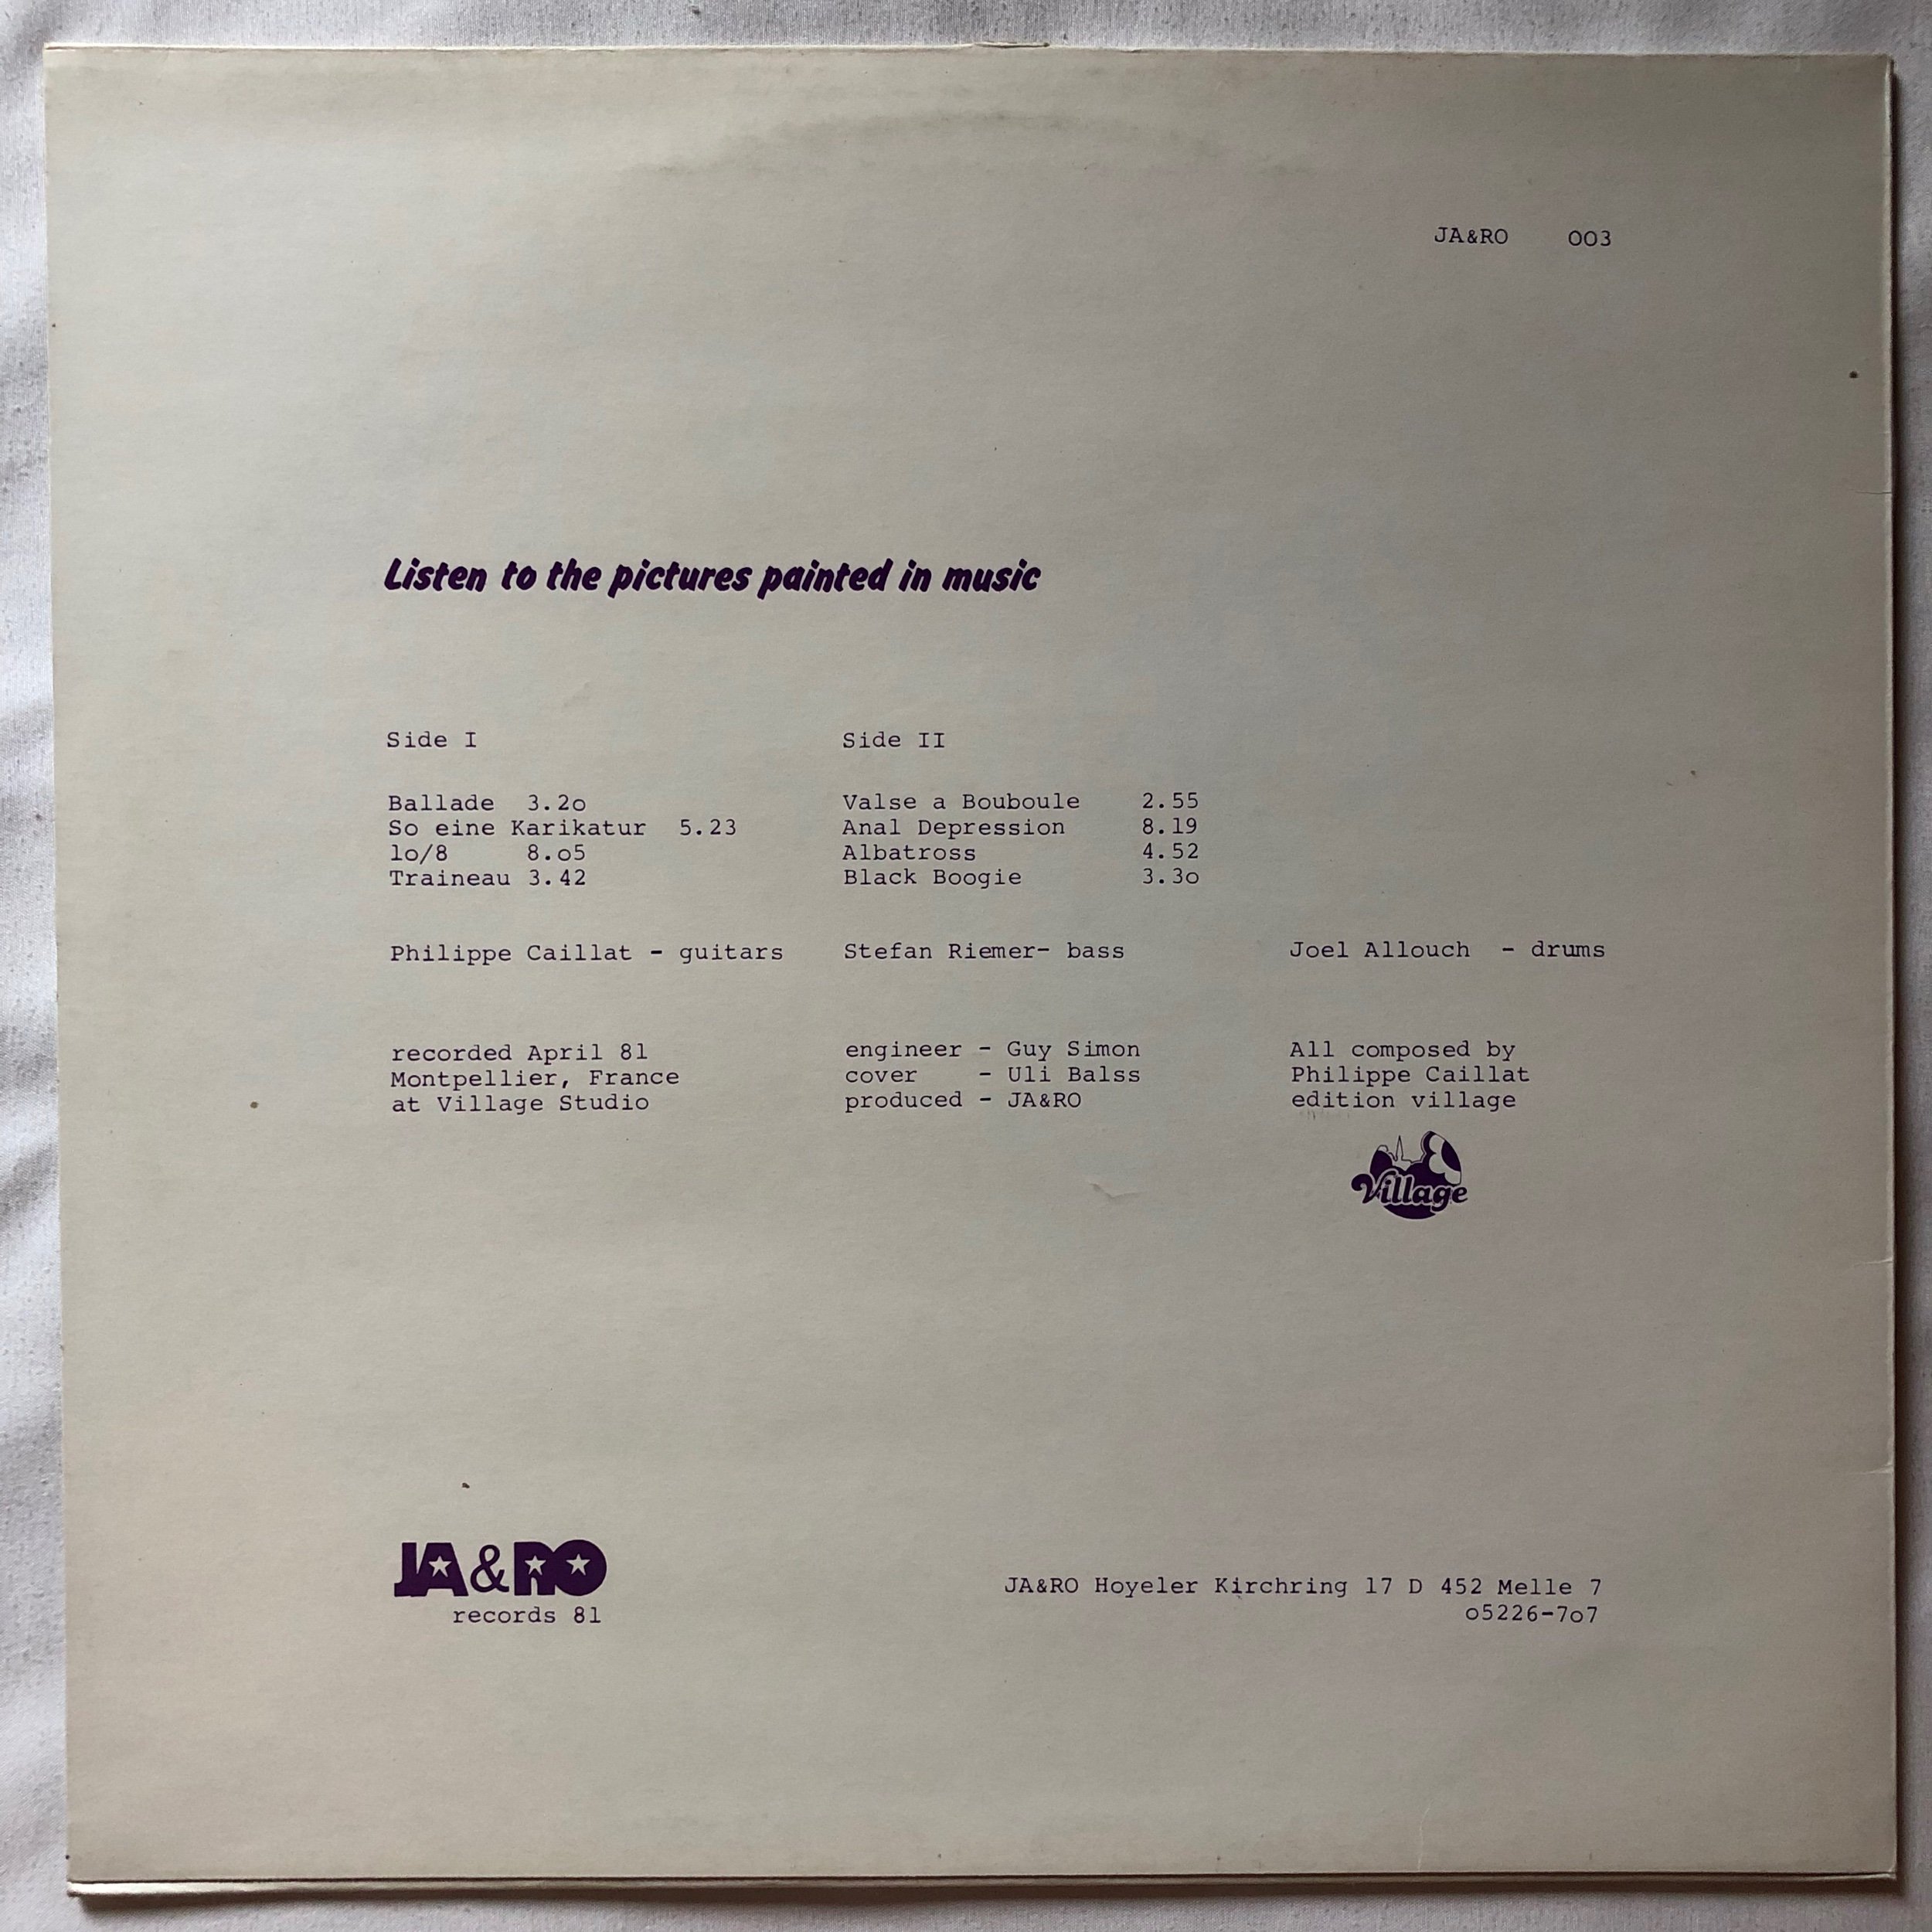 JA&RO 003
Listen to the pictures painted in music
Side I
Ballade 3.2o
So eine Karikatur 5.23
lo/8 8.o5
Traineau 3.42
Side II
Valse a Bouboule 2.55
Anal Depression 8.19
Albatross 4.52
Black Boogie 3.3o
Philippe Caillat - guitars
Stefan Riemer- bass
Joel Allouch - drums
recorded April 81
Montpellier, France
at Village Studio
engineer - Guy Simon
cover - Uli Balss
produced - JA&RO
All composed by
Philippe Caillat
edition village
Village
JA&RO
records 81
JA&RO Hoyeler Kirchring 17 D 452 Melle 7
o5226-7o7